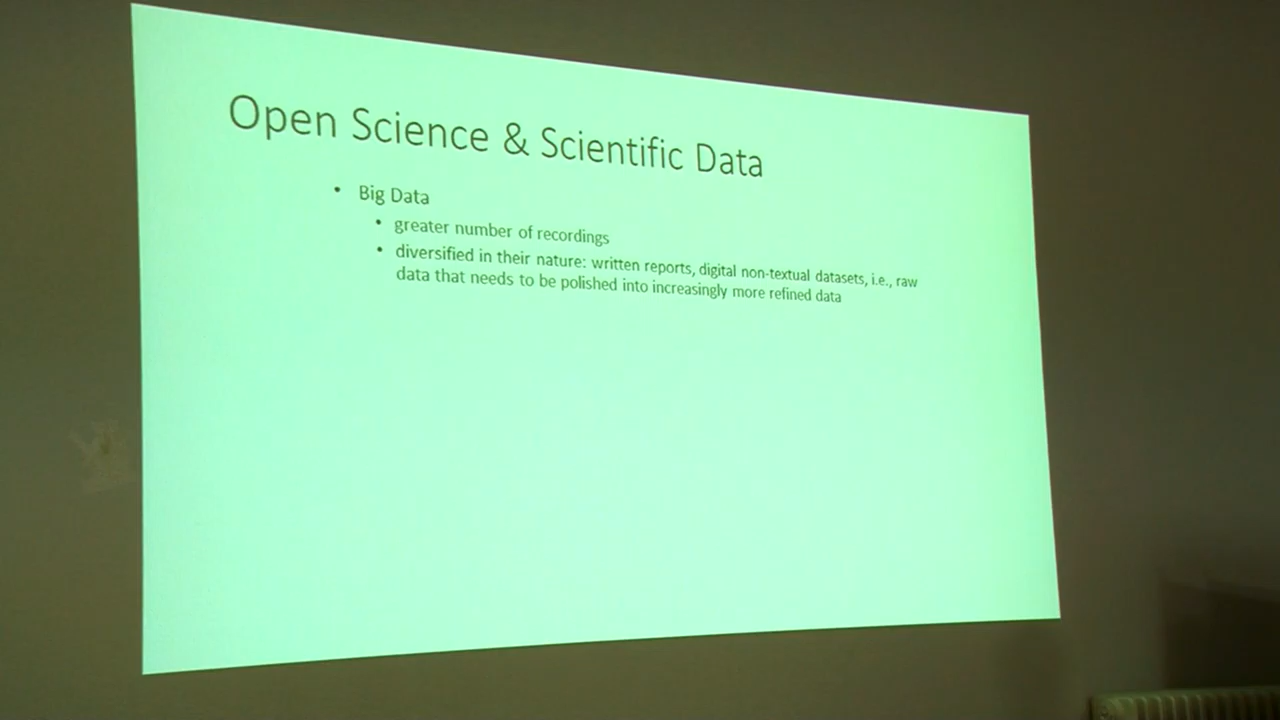 Open Science & Scientific Data
• Big Data
• greater number of recordings
• diversified in their nature: written reports, digital non-textual datasets, i.e., raw
data that needs to be polished into increasingly more refined data